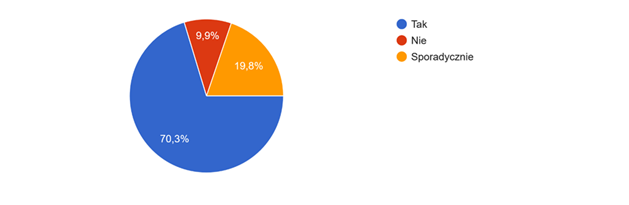 Tak
Nie
Sporadycznie
9,9%
19,8%
70,3%